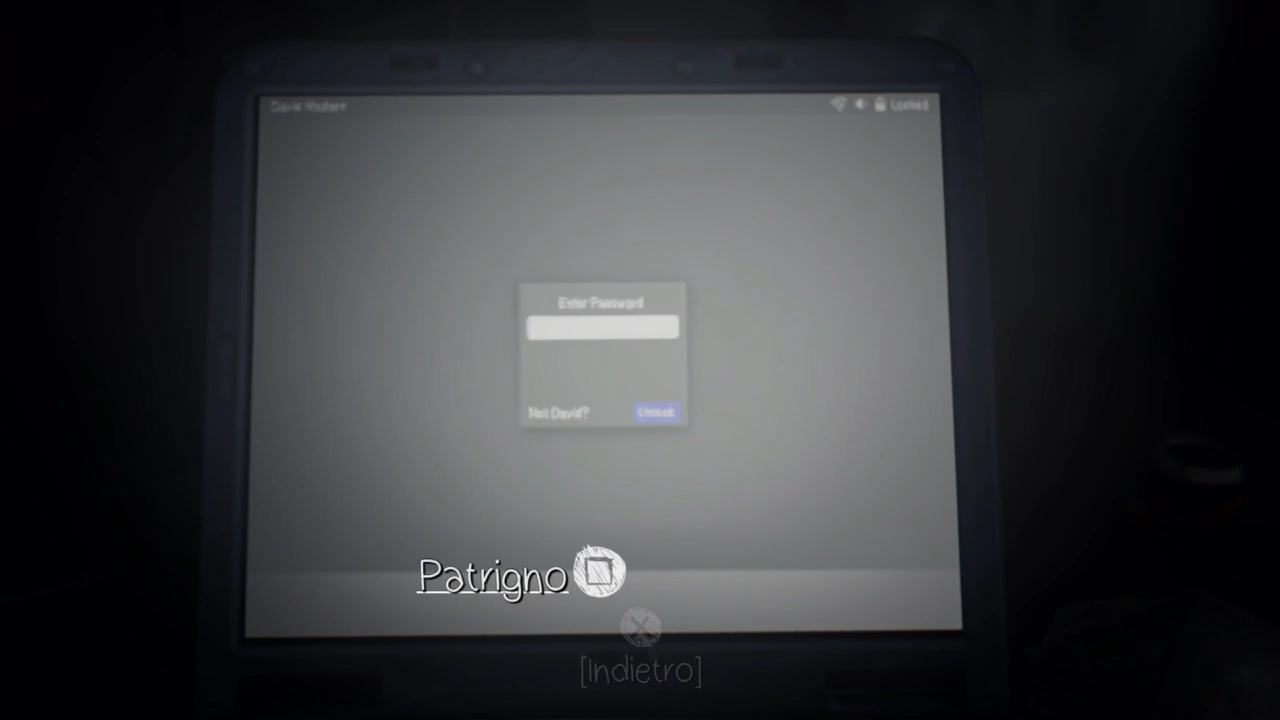 David Madsen
Locked
Enter Password
Not David?
Unlock
Patrigno
[Indietro]